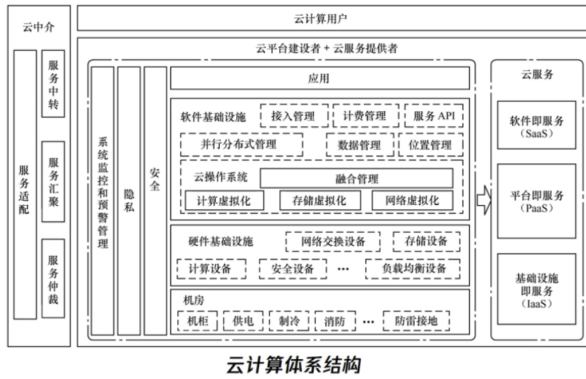 云中介
服务适配
服务中转
服务汇聚
服务仲裁
云计算用户
云平台建设者 + 云服务提供者
系统监控和预警管理
隐私
安全
应用
软件基础设施
接入管理
计费管理
服务 API
并行分布式管理
数据管理
位置管理
云操作系统
融合管理
计算虚拟化
存储虚拟化
网络虚拟化
硬件基础设施
网络交换设备
存储设备
计算设备
安全设备
•••
负载均衡设备
机房
机柜
供电
制冷
消防
•••
防雷接地
云服务
软件即服务
(SaaS)
平台即服务
(PaaS)
基础设施
即服务
(IaaS)
云计算体系结构